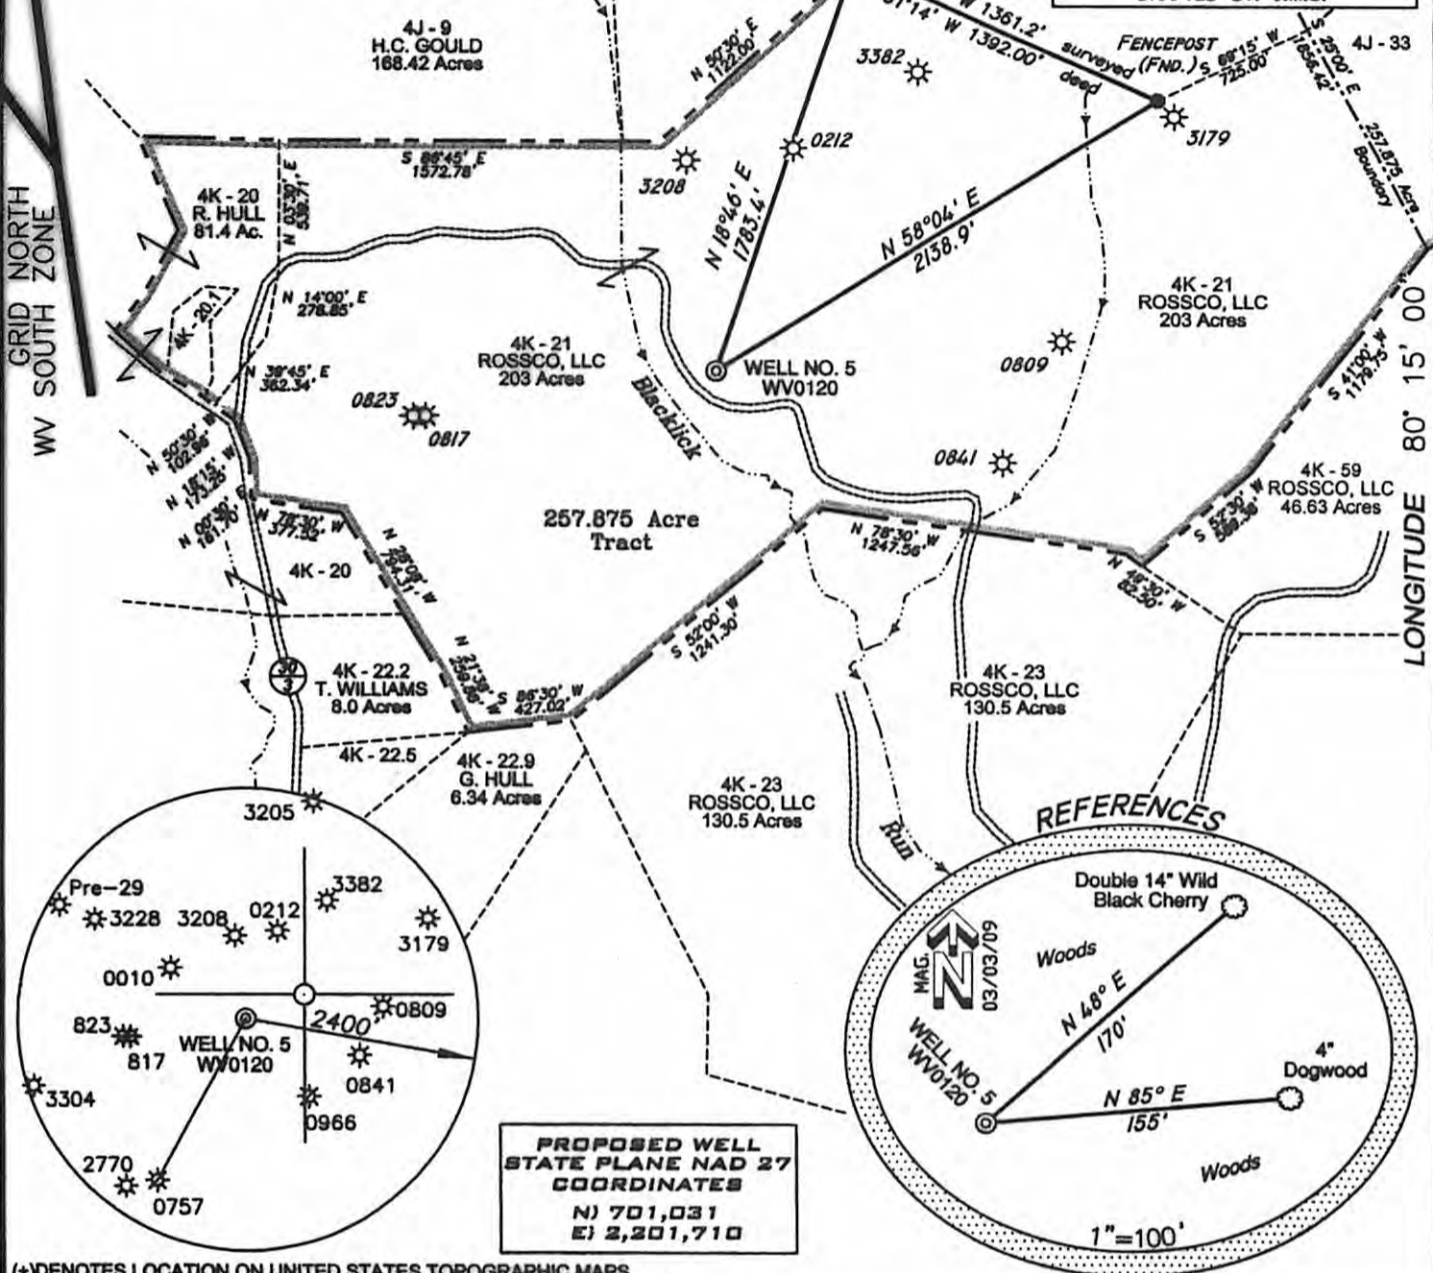 4J - 9
H.C. GOULD
168.42 Acres
N 50°30' E
1122.00'
W 1361.2' surveyed
W 1392.00' deed
FENCEPOST
(FND.)
S 69°15' W
725.00'
S 25°00' E
1856.42'
4J - 33
257.875 Acre
Boundary
3382
0212
3179
3208
S 86°45' E
1572.78'
4K - 20
R. HULL
81.4 Ac.
N 03°30' E
539.71'
GRID NORTH
WV SOUTH ZONE
N 18°46' E
1783.4'
N 58°04' E
2138.9'
4K - 20.1
N 14°00' E
278.85'
4K - 21
ROSSCO, LLC
203 Acres
4K - 21
ROSSCO, LLC
203 Acres
N 39°45' E
362.34'
WELL NO. 5
WV0120
0809
S 41°00' W
1179.75'
LONGITUDE 80° 15' 00"
0823
0817
Blacklick
0841
N 50°30' W
102.96'
N 18°15' W
173.25'
N 00°30' E
N 78°30' W
377.52'
257.875 Acre
Tract
N 78°30' W
1247.56'
4K - 59
ROSSCO, LLC
46.63 Acres
S 52°30' W
4K - 20
S 52°00' W
1241.30'
30
3
4K - 22.2
T. WILLIAMS
8.0 Acres
S 86°30' W
427.02'
4K - 23
ROSSCO, LLC
130.5 Acres
4K - 22.5
4K - 22.9
G. HULL
6.34 Acres
4K - 23
ROSSCO, LLC
130.5 Acres
Run
3205
Pre-29
3228
3208
0212
3382
3179
0010
0809
2400'
823
817
WELL NO. 5
WV0120
0841
3304
0966
2770
0757
REFERENCES
Double 14" Wild
Black Cherry
MAG.
N
03/03/09
Woods
N 48° E
170'
WELL NO. 5
WV0120
4"
Dogwood
N 85° E
155'
Woods
1"=100'
PROPOSED WELL
STATE PLANE NAD 27
COORDINATES
N) 701,031
E) 2,201,710
(+)DENOTES LOCATION ON UNITED STATES TOPOGRAPHIC MAPS